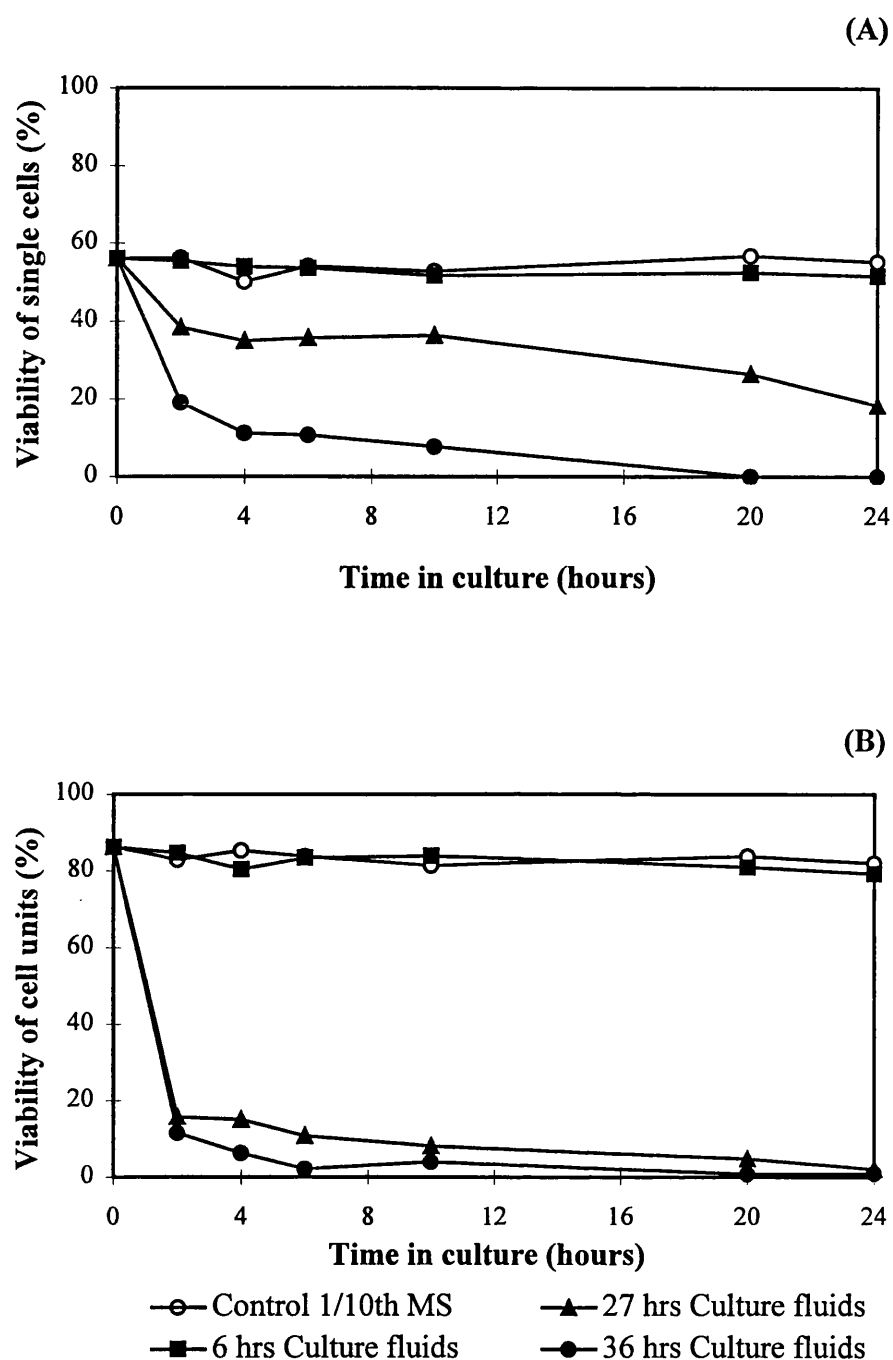 (A)
Viability of single cells (%)
100
80
60
40
20
0
0 4 8 12 16 20 24
Time in culture (hours)
(B)
Viability of cell units (%)
100
80
60
40
20
0
0 4 8 12 16 20 24
Time in culture (hours)
Control 1/10th MS 27 hrs Culture fluids
6 hrs Culture fluids 36 hrs Culture fluids